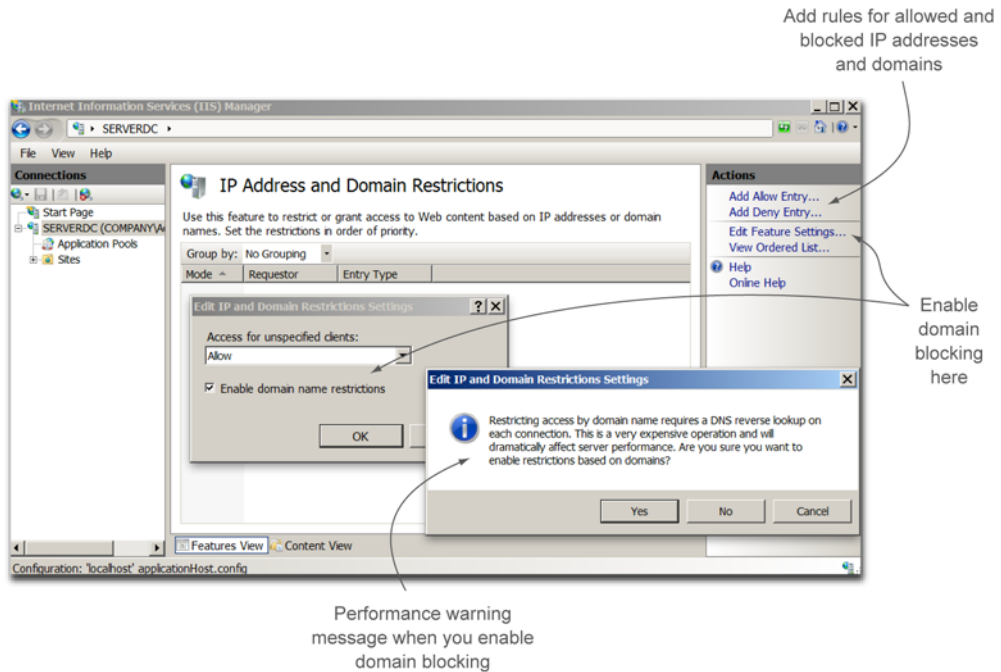 Add rules for allowed and
blocked IP addresses
and domains
Internet Information Services (IIS) Manager
SERVERDC
File View Help
Connections
Start Page
SERVERDC (COMPANY\A
Application Pools
Sites
IP Address and Domain Restrictions
Use this feature to restrict or grant access to Web content based on IP addresses or domain
names. Set the restrictions in order of priority.
Group by: No Grouping
Mode Requestor Entry Type
Edit IP and Domain Restrictions Settings
Access for unspecified clients:
Allow
Enable domain name restrictions
OK
Edit IP and Domain Restrictions Settings
Restricting access by domain name requires a DNS reverse lookup on
each connection. This is a very expensive operation and will
dramatically affect server performance. Are you sure you want to
enable restrictions based on domains?
Yes No Cancel
Actions
Add Allow Entry...
Add Deny Entry...
Edit Feature Settings...
View Ordered List...
Help
Online Help
Enable
domain
blocking
here
Features View Content View
Configuration: 'localhost' applicationHost.config
Performance warning
message when you enable
domain blocking